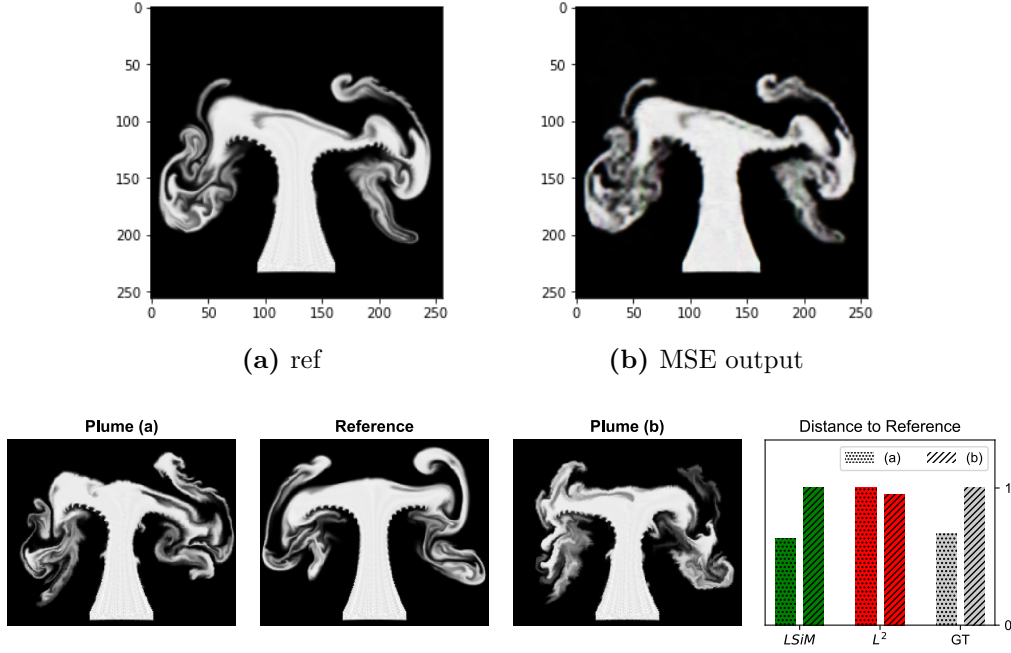 0
50
100
150
200
250
0 50 100 150 200 250
(a) ref
0
50
100
150
200
250
0 50 100 150 200 250
(b) MSE output
Plume (a)
Reference
Plume (b)
Distance to Reference
(a) (b)
1
0
LSiM L² GT